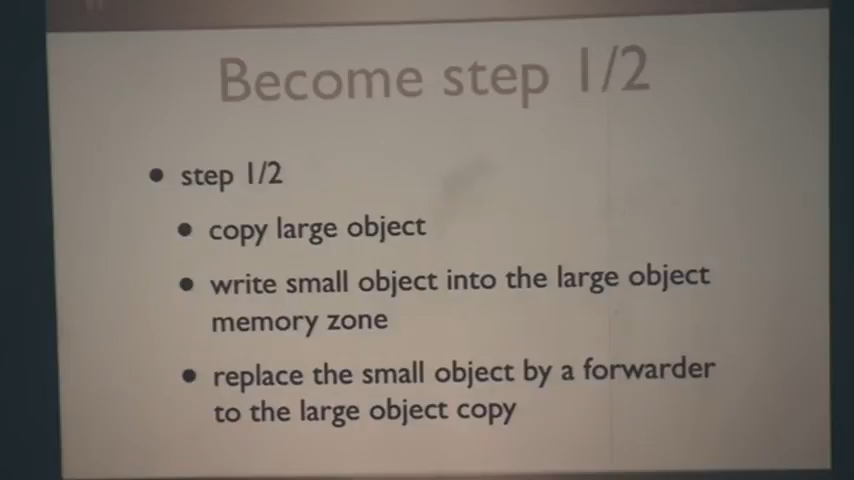 Become step 1/2
• step 1/2
• copy large object
• write small object into the large object
memory zone
• replace the small object by a forwarder
to the large object copy